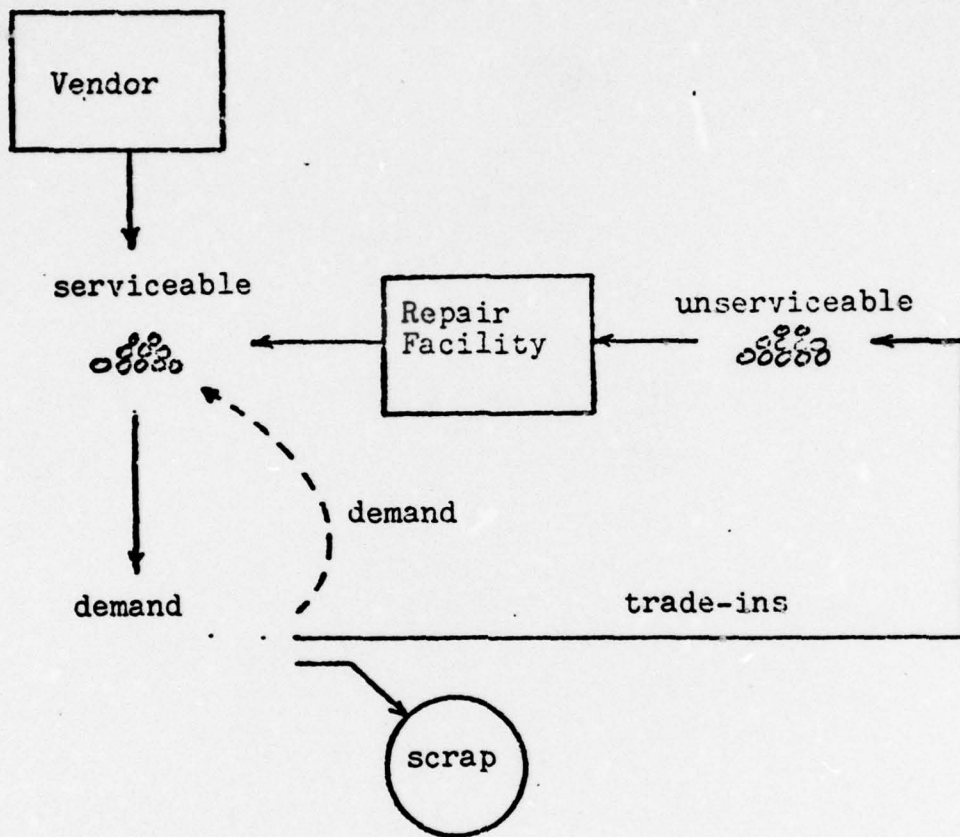 Vendor
serviceable
Repair
Facility
unserviceable
demand
demand
trade-ins
scrap